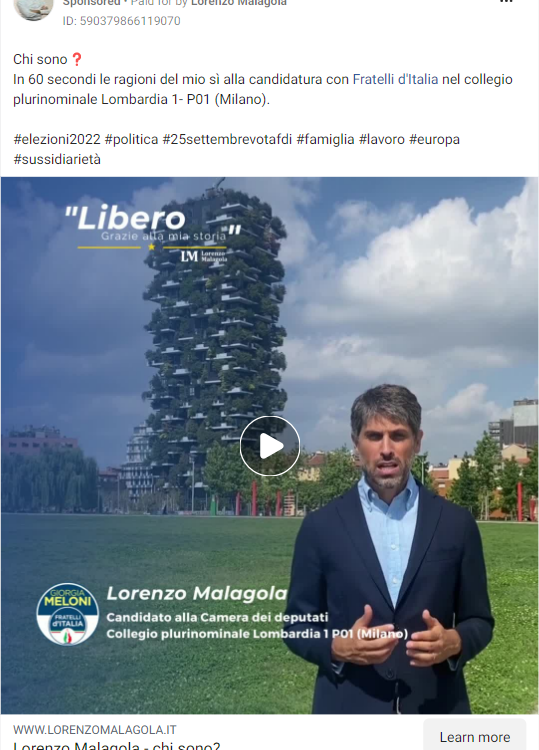 Sponsored • Paid for by Lorenzo Malagola
ID: 590379866119070
Chi sono❓
In 60 secondi le ragioni del mio sì alla candidatura con Fratelli d'Italia nel collegio
plurinominale Lombardia 1- P01 (Milano).
#elezioni2022 #politica #25settembrevotafdi #famiglia #lavoro #europa
#sussidiarietà
"Libero
Grazie alla mia storia"
LM Lorenzo
Malagola
GIORGIA
MELONI
FRATELLI
d'ITALIA
Lorenzo Malagola
Candidato alla Camera dei deputati
Collegio plurinominale Lombardia 1 P01 (Milano)
WWW.LORENZOMALAGOLA.IT
Lorenzo Malagola - chi sono?
Learn more